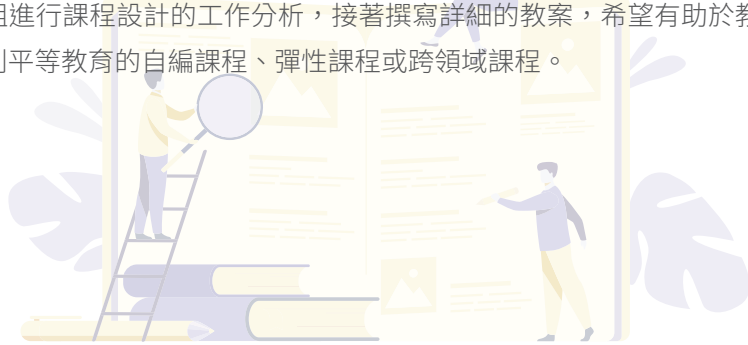 組進行課程設計的工作分析，接著撰寫詳細的教案，希望有助於教
別平等教育的自編課程、彈性課程或跨領域課程。